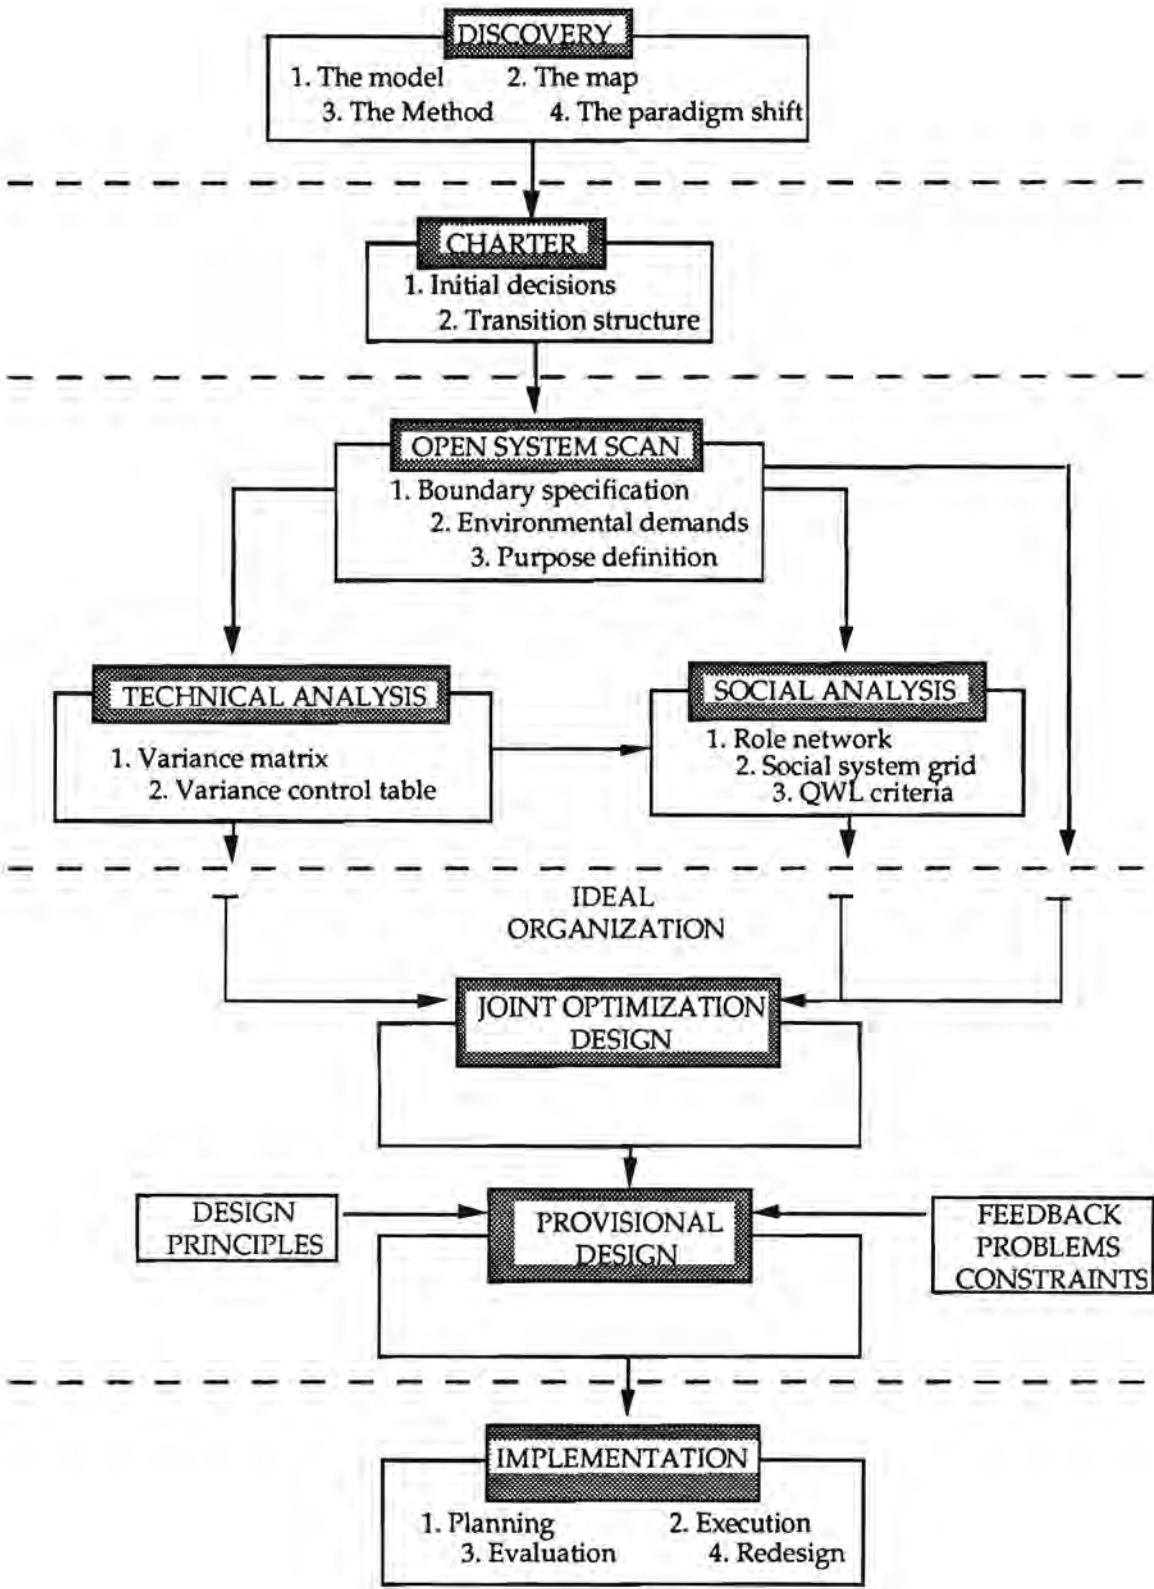 DISCOVERY
1. The model 2. The map
3. The Method 4. The paradigm shift
CHARTER
1. Initial decisions
2. Transition structure
OPEN SYSTEM SCAN
1. Boundary specification
2. Environmental demands
3. Purpose definition
TECHNICAL ANALYSIS
1. Variance matrix
2. Variance control table
SOCIAL ANALYSIS
1. Role network
2. Social system grid
3. QWL criteria
IDEAL
ORGANIZATION
JOINT OPTIMIZATION
DESIGN
DESIGN
PRINCIPLES
PROVISIONAL
DESIGN
FEEDBACK
PROBLEMS
CONSTRAINTS
IMPLEMENTATION
1. Planning 2. Execution
3. Evaluation 4. Redesign